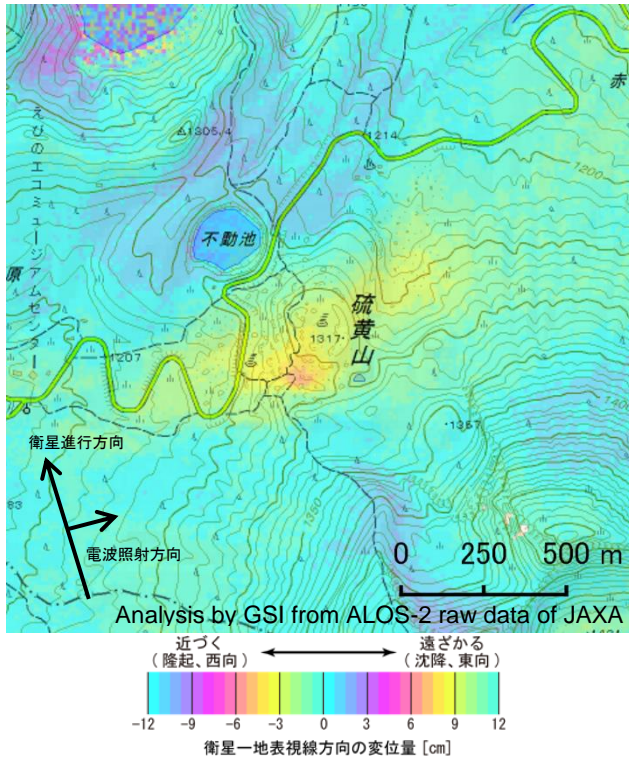 赤
1305.4
1214
1200
えびのエコミュージアムセンター
不動池
原
硫黄山
1317
1207
1367
1400
衛星進行方向
83
1350
電波照射方向
0 250 500 m
Analysis by GSI from ALOS-2 raw data of JAXA
近づく 遠ざかる
(隆起、西向) (沈降、東向)
-12 -9 -6 -3 0 3 6 9 12
衛星ー地表視線方向の変位量 [cm]